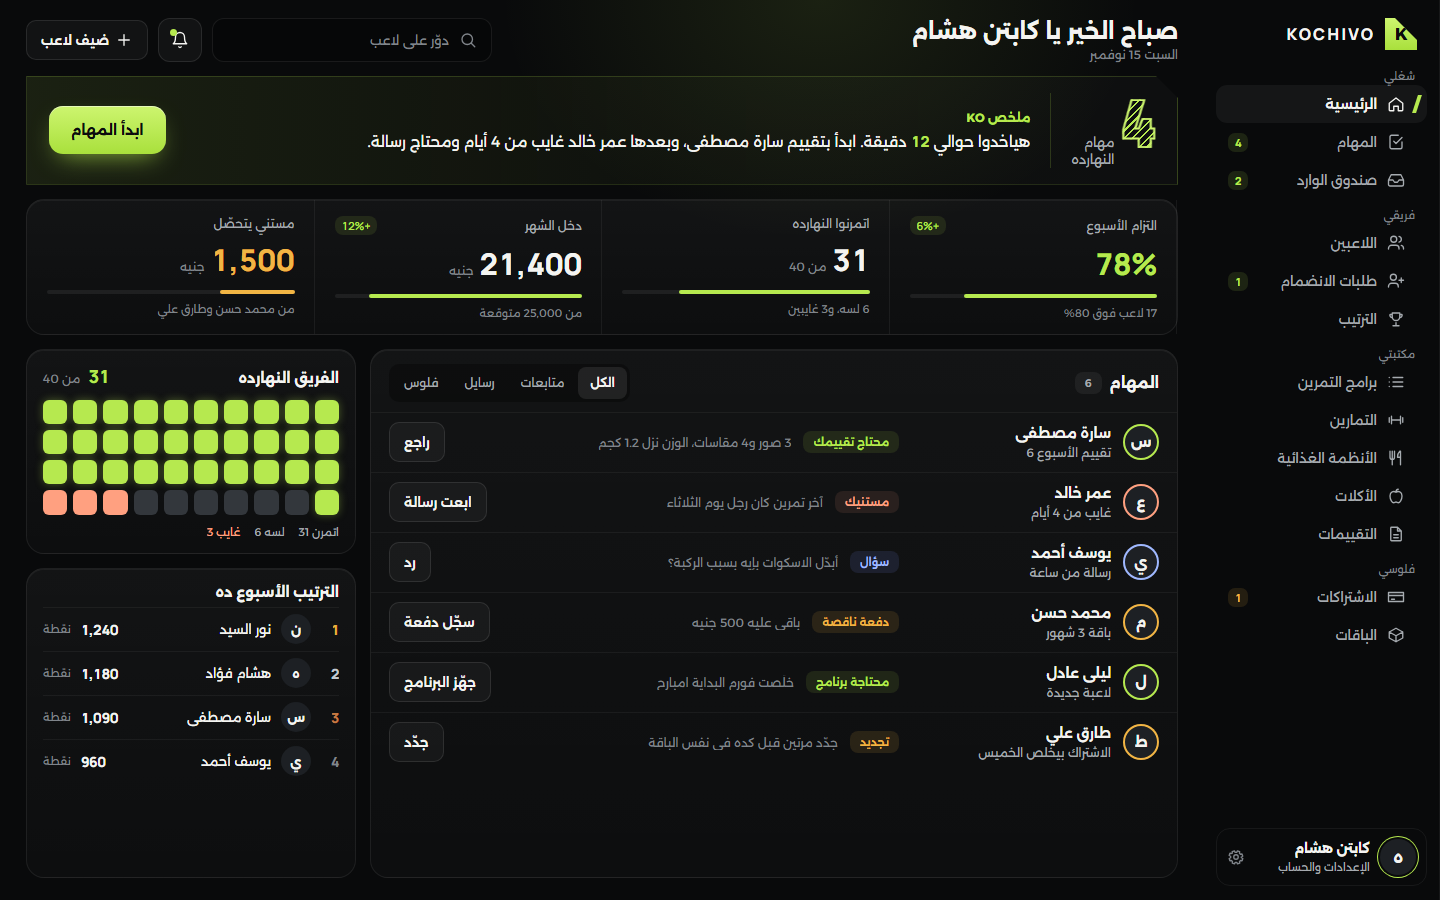 KOCHIVO
K
شغلي
الرئيسية
المهام 4
صندوق الوارد 2
فريقي
اللاعبين
طلبات الانضمام 1
الترتيب
مكتبتي
برامج التمرين
التمارين
الأنظمة الغذائية
الأكلات
التقييمات
فلوسي
الاشتراكات 1
الباقات
ه
كابتن هشام
الإعدادات والحساب
صباح الخير يا كابتن هشام
السبت 15 نوفمبر
دوّر على لاعب
ضيف لاعب
4
مهام النهارده
ملخص KO
هياخدوا حوالي 12 دقيقة. ابدأ بتقييم سارة مصطفى، وبعدها عمر خالد غايب من 4 أيام ومحتاج رسالة.
ابدأ المهام
التزام الأسبوع +6%
78%
17 لاعب فوق 80%
اتمرنوا النهارده
31 من 40
6 لسه، و3 غايبين
دخل الشهر +12%
21,400 جنيه
من 25,000 متوقعة
مستني يتحصّل
1,500 جنيه
من محمد حسن وطارق علي
المهام 6
الكل متابعات رسايل فلوس
س
سارة مصطفى
تقييم الأسبوع 6
محتاج تقييمك 3 صور و4 مقاسات، الوزن نزل 1.2 كجم
راجع
ع
عمر خالد
غايب من 4 أيام
مستنيك آخر تمرين كان رجل يوم الثلاثاء
ابعت رسالة
ي
يوسف أحمد
رسالة من ساعة
سؤال أبدّل الاسكوات بإيه بسبب الركبة؟
رد
م
محمد حسن
باقة 3 شهور
دفعة ناقصة باقي عليه 500 جنيه
سجّل دفعة
ل
ليلى عادل
لاعبة جديدة
محتاجة برنامج خلصت فورم البداية امبارح
جهّز البرنامج
ط
طارق علي
الاشتراك بيخلص الخميس
تجديد جدّد مرتين قبل كده في نفس الباقة
جدّد
الفريق النهارده 31 من 40
اتمرن 31 لسه 6 غايب 3
الترتيب الأسبوع ده
1 ن نور السيد 1,240 نقطة
2 ه هشام فؤاد 1,180 نقطة
3 س سارة مصطفى 1,090 نقطة
4 ي يوسف أحمد 960 نقطة